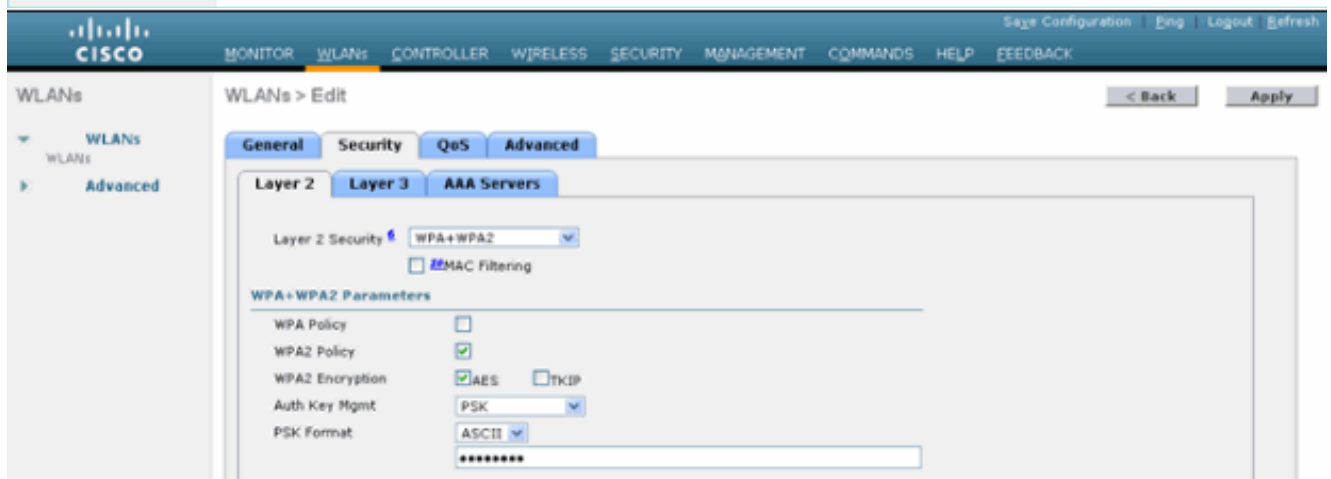 Save Configuration | Ping | Logout | Refresh
CISCO
MONITOR WLANs CONTROLLER WIRELESS SECURITY MANAGEMENT COMMANDS HELP FEEDBACK
WLANs
WLANs > Edit
< Back
Apply
WLANs
WLANs
Advanced
General Security QoS Advanced
Layer 2 Layer 3 AAA Servers
Layer 2 Security 6 WPA+WPA2
MAC Filtering
WPA+WPA2 Parameters
WPA Policy
WPA2 Policy
WPA2 Encryption AES TKIP
Auth Key Mgmt PSK
PSK Format ASCII
••••••••